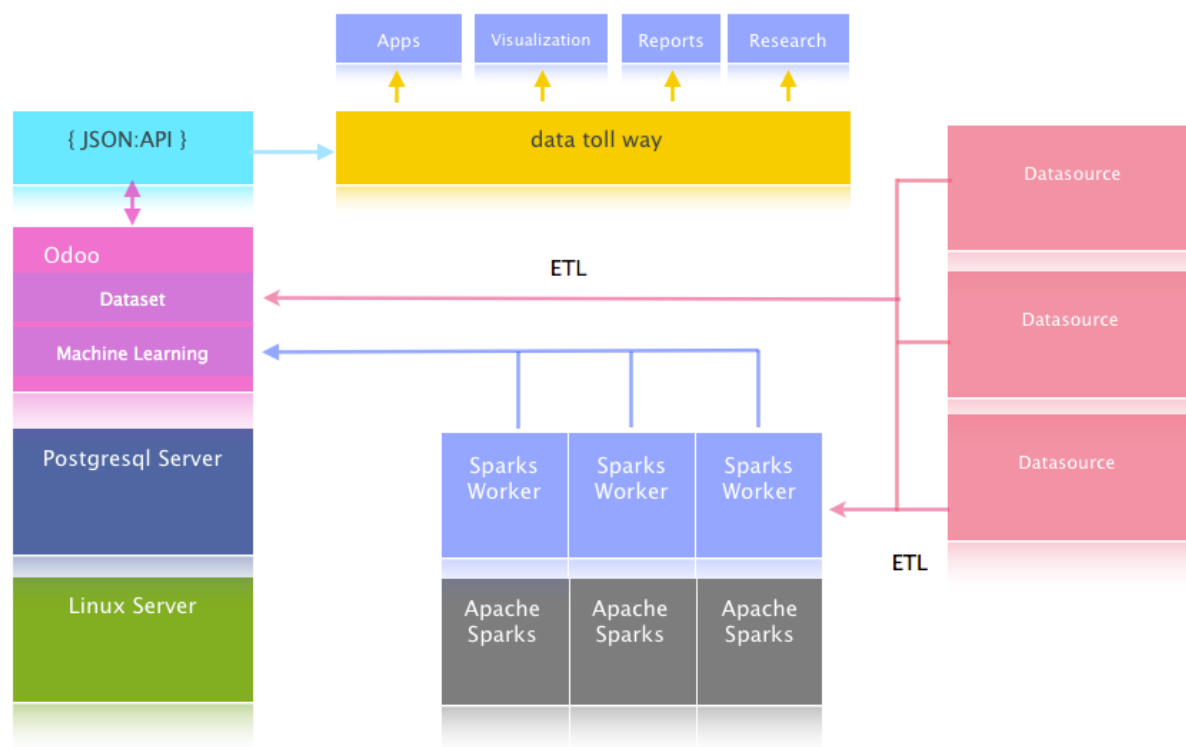 Apps
Visualization
Reports
Research
{ JSON:API }
data toll way
Datasource
Odoo
ETL
Dataset
Datasource
Machine Learning
Postgresql Server
Sparks
Worker
Sparks
Worker
Sparks
Worker
Datasource
ETL
Linux Server
Apache
Sparks
Apache
Sparks
Apache
Sparks